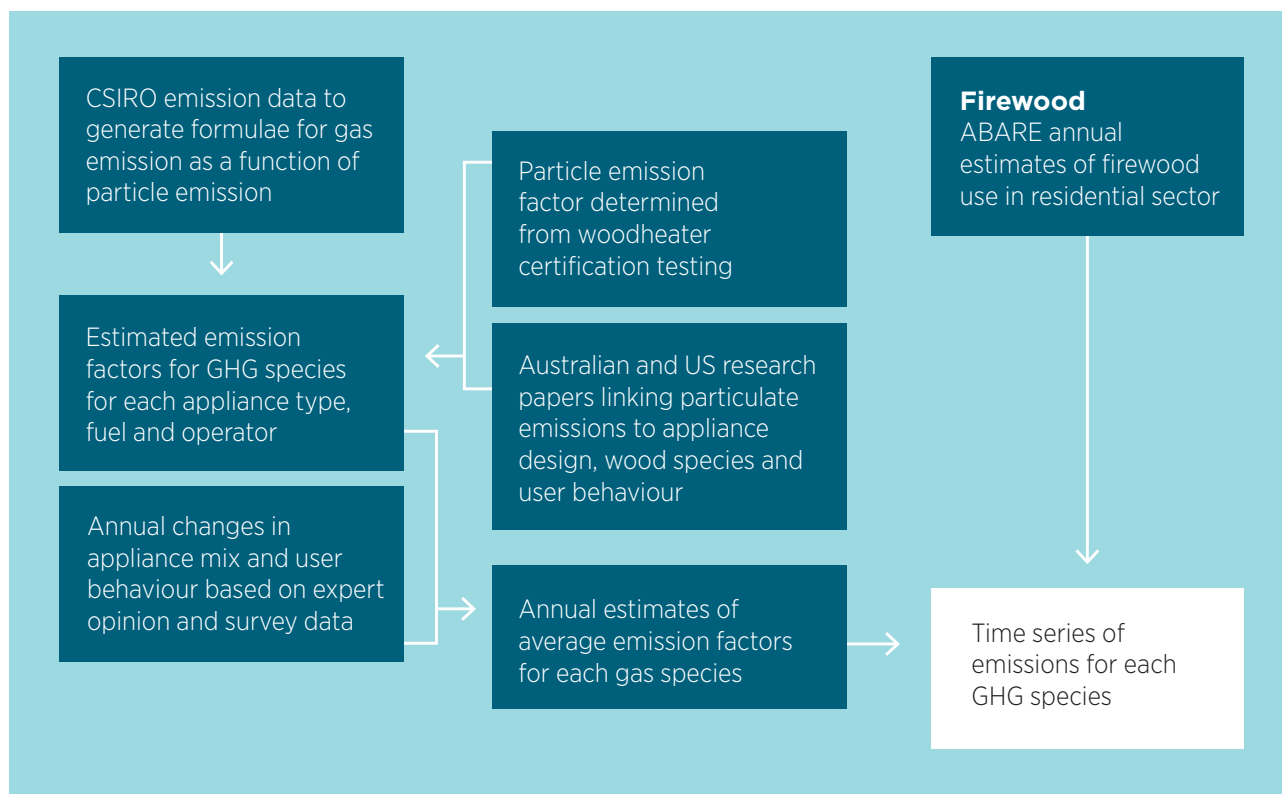 CSIRO emission data to
generate formulae for gas
emission as a function of
particle emission
Particle emission
factor determined
from woodheater
certification testing
Firewood
ABARE annual
estimates of firewood
use in residential sector
Estimated emission
factors for GHG species
for each appliance type,
fuel and operator
Australian and US research
papers linking particulate
emissions to appliance
design, wood species and
user behaviour
Annual changes in
appliance mix and user
behaviour based on expert
opinion and survey data
Annual estimates of
average emission factors
for each gas species
Time series of
emissions for each
GHG species